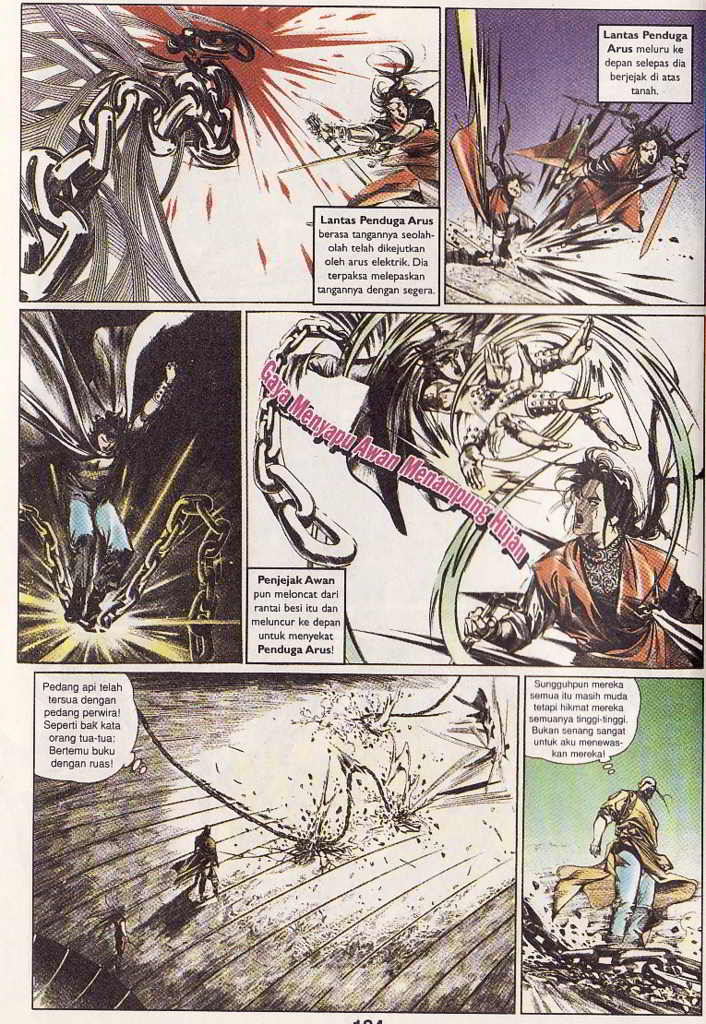 Lantas Penduga Arus
berasa tangannya seolah-
olah telah dikejutkan
oleh arus elektrik. Dia
terpaksa melepaskan
tangannya dengan segera.
Lantas Penduga
Arus meluru ke
depan selepas dia
berjejak di atas
tanah.
Penjejak Awan
pun meloncat dari
rantai besi itu dan
meluncur ke depan
untuk menyekat
Penduga Arus!
Gaya Menyapu Awan Menampung Hujan
Pedang api telah
tersua dengan
pedang perwira!
Seperti bak kata
orang tua-tua:
Bertemu buku
dengan ruas!
Sungguhpun mereka
semua itu masih muda
tetapi hikmat mereka
semuanya tinggi-tinggi.
Bukan senang sangat
untuk aku menewas-
kan mereka!